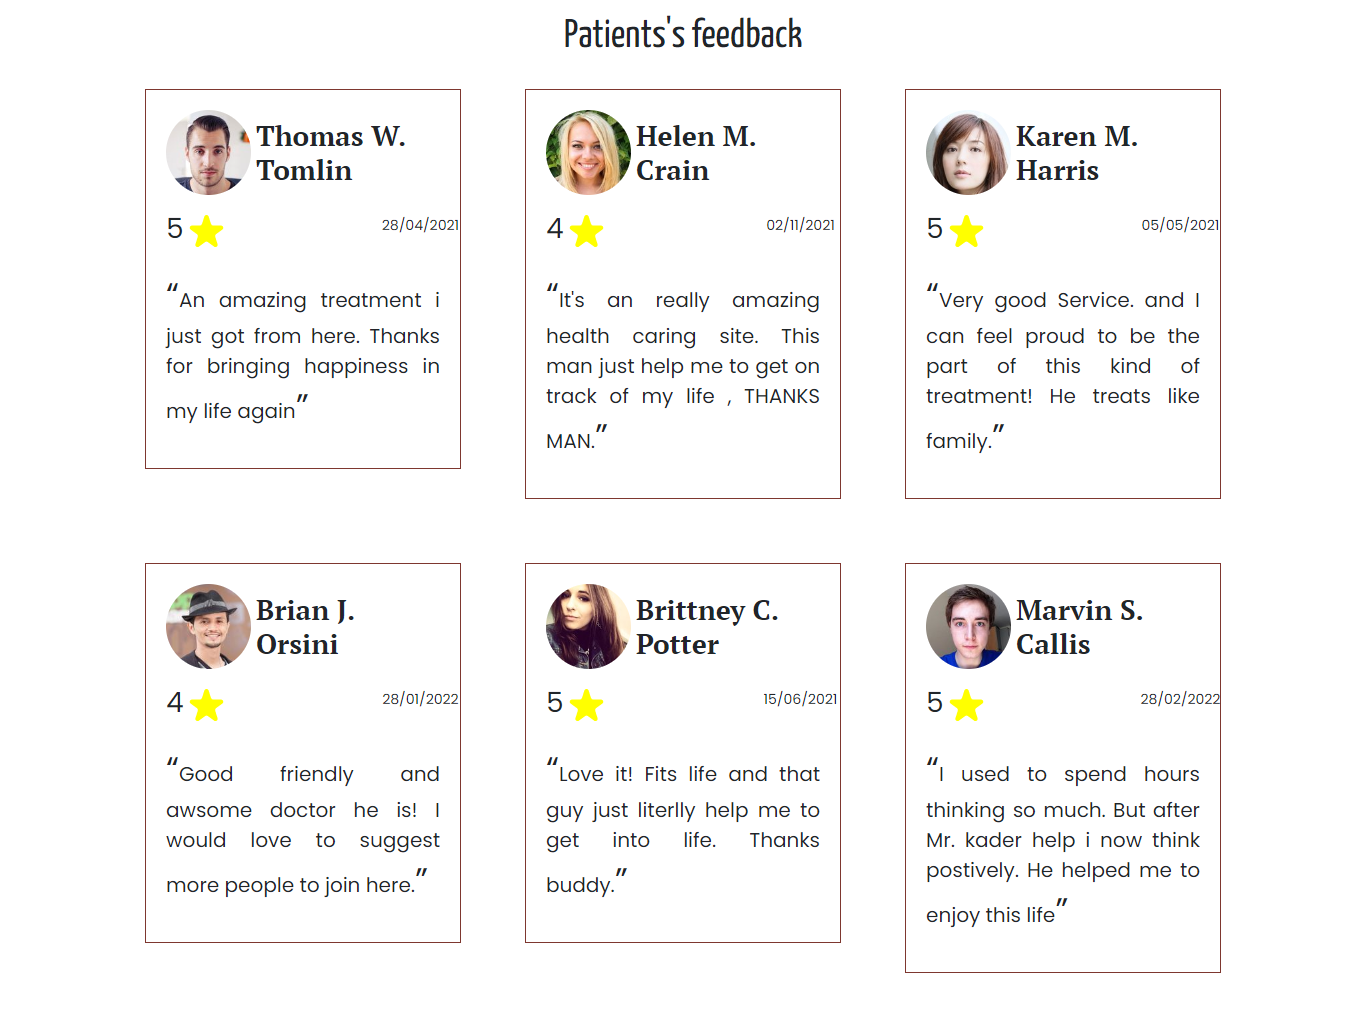 Patients's feedback
Thomas W.
Tomlin
5
28/04/2021
“An amazing treatment i
just got from here. Thanks
for bringing happiness in
my life again”
Helen M.
Crain
4
02/11/2021
“It's an really amazing
health caring site. This
man just help me to get on
track of my life , THANKS
MAN.”
Karen M.
Harris
5
05/05/2021
“Very good Service. and I
can feel proud to be the
part of this kind of
treatment! He treats like
family.”
Brian J.
Orsini
4
28/01/2022
“Good friendly and
awsome doctor he is! I
would love to suggest
more people to join here.”
Brittney C.
Potter
5
15/06/2021
“Love it! Fits life and that
guy just literlly help me to
get into life. Thanks
buddy.”
Marvin S.
Callis
5
28/02/2022
“I used to spend hours
thinking so much. But after
Mr. kader help i now think
postively. He helped me to
enjoy this life”